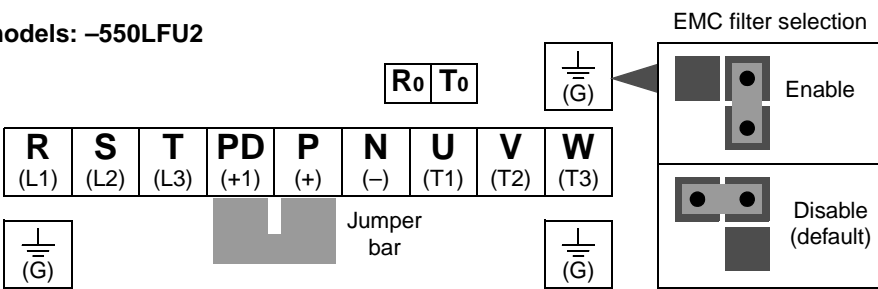 EMC filter selection
models: –550LFU2
R0 T0
(G)
Enable
R S T PD P N U V W
(L1) (L2) (L3) (+1) (+) (–) (T1) (T2) (T3)
Jumper
bar
Disable
(default)
(G)
(G)